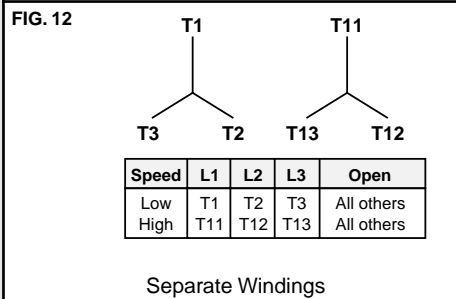 FIG. 12
T1 T11
T3 T2 T13 T12
Speed L1 L2 L3 Open
Low T1 T2 T3 All others
High T11 T12 T13 All others
Separate Windings